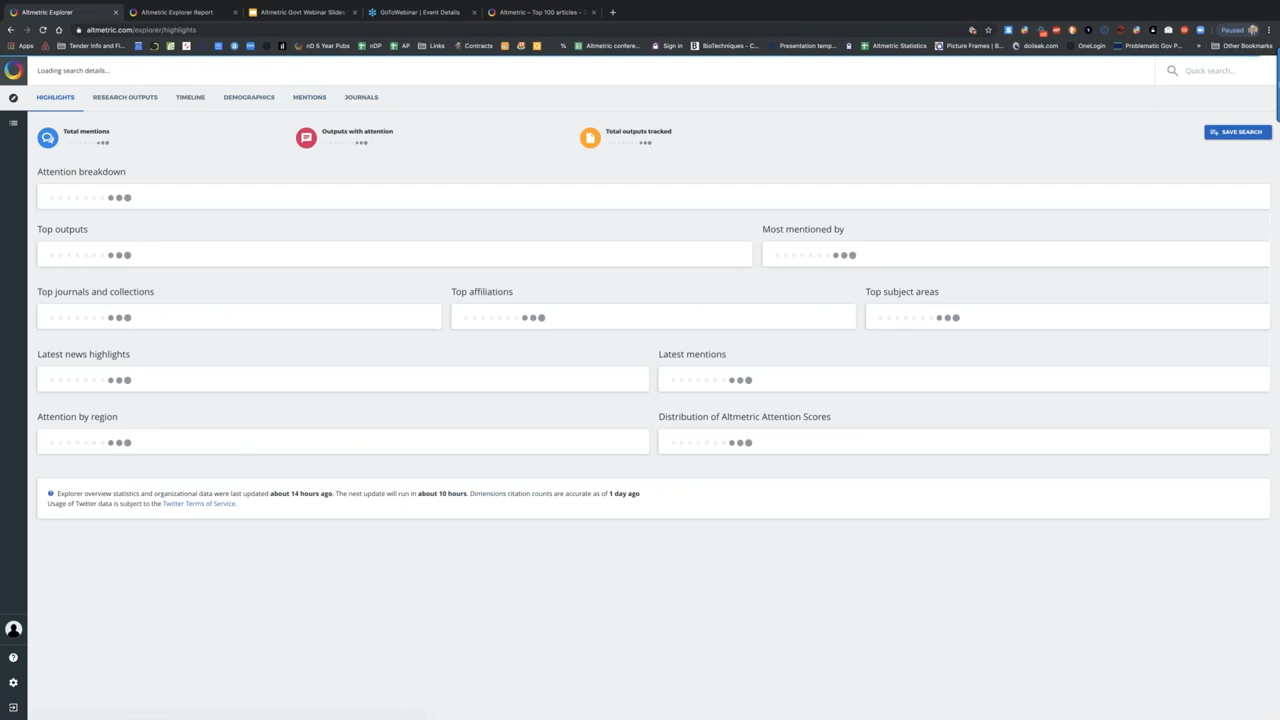 Altmetric Explorer
Altmetric Explorer Report
Altmetric Govt Webinar Slides
GoToWebinar | Event Details
Altmetric – Top 100 articles –
altmetric.com/explorer/highlights
Paused
Apps
Tender Info and Fi...
nD 6 Year Pubs
nDP
AP
Links
Contracts
Altmetric confere...
Sign in
BioTechniques - C...
Presentation temp...
Altmetric Statistics
Picture Frames | B...
doileak.com
OneLogin
Problematic Gov P...
Other Bookmarks
Loading search details...
Quick search...
HIGHLIGHTS
RESEARCH OUTPUTS
TIMELINE
DEMOGRAPHICS
MENTIONS
JOURNALS
Total mentions
Outputs with attention
Total outputs tracked
SAVE SEARCH
Attention breakdown
Top outputs
Most mentioned by
Top journals and collections
Top affiliations
Top subject areas
Latest news highlights
Latest mentions
Attention by region
Distribution of Altmetric Attention Scores
Explorer overview statistics and organizational data were last updated about 14 hours ago. The next update will run in about 10 hours. Dimensions citation counts are accurate as of 1 day ago
Usage of Twitter data is subject to the Twitter Terms of Service.